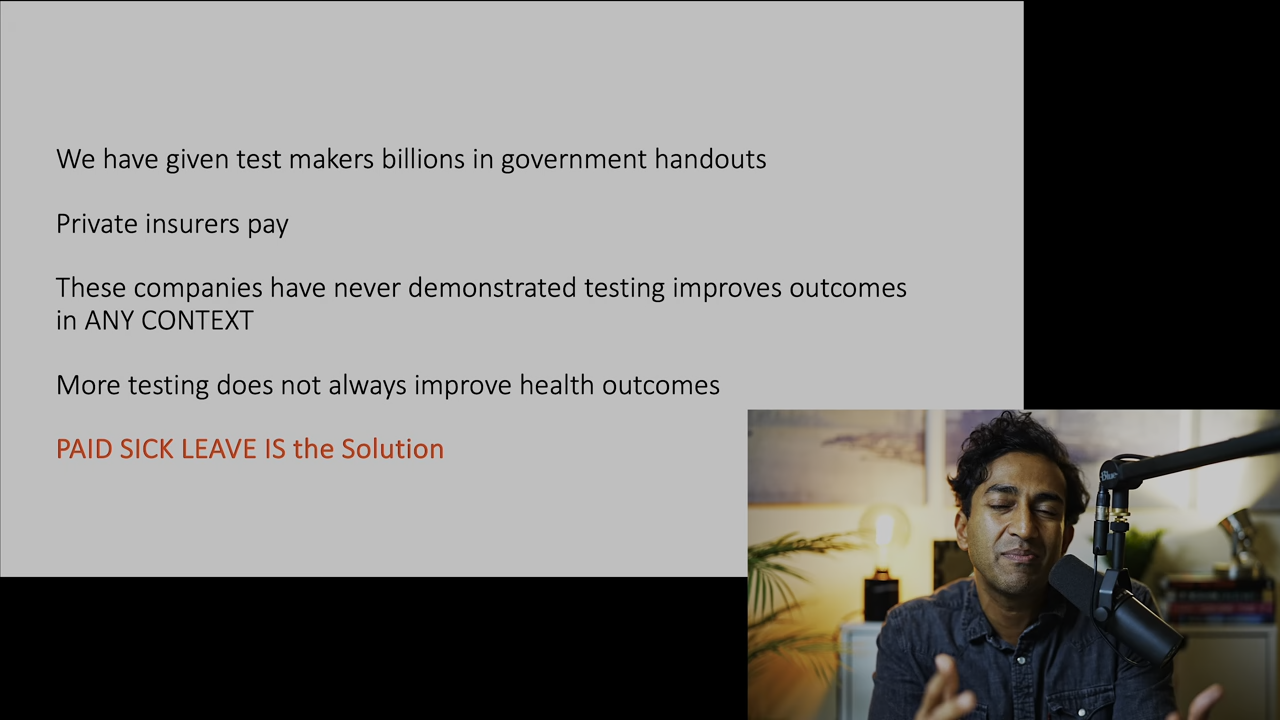 We have given test makers billions in government handouts
Private insurers pay
These companies have never demonstrated testing improves outcomes
in ANY CONTEXT
More testing does not always improve health outcomes
PAID SICK LEAVE IS the Solution